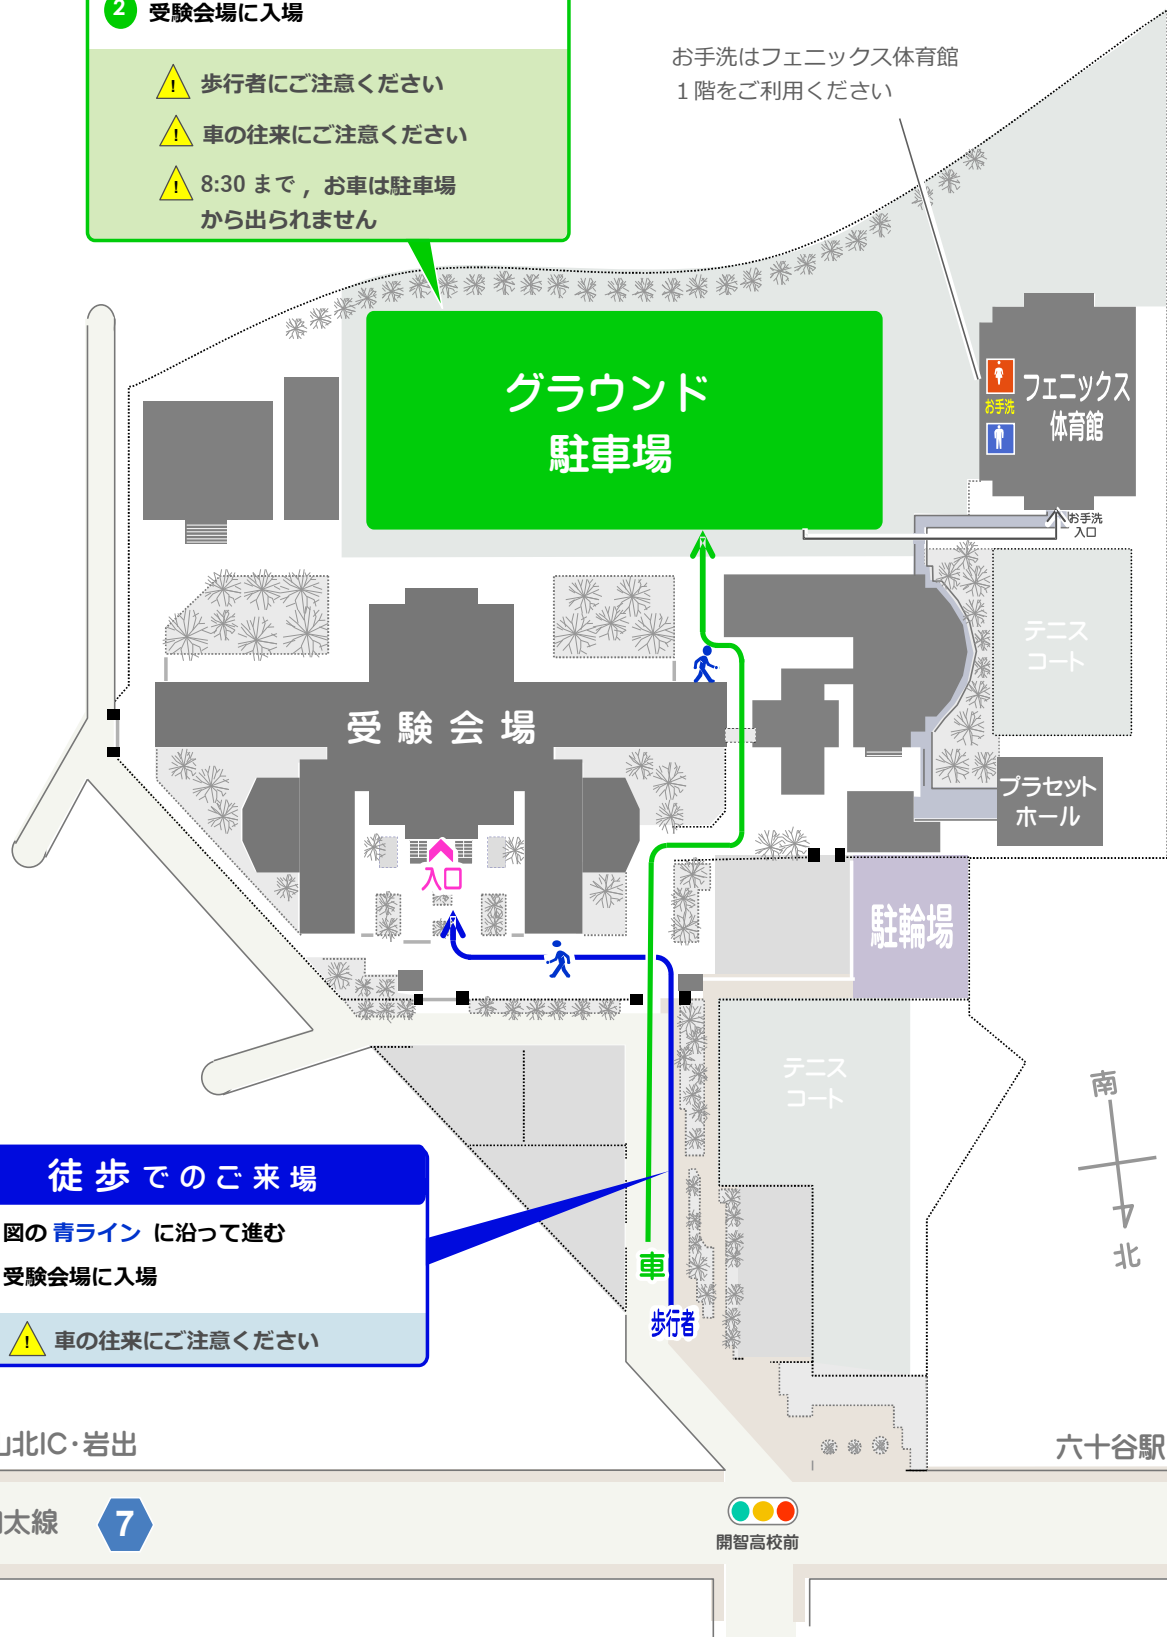 2 受験会場に入場
! 歩行者にご注意ください
! 車の往来にご注意ください
! 8:30 まで，お車は駐車場
から出られません
お手洗はフェニックス体育館
１階をご利用ください
グラウンド
駐車場
お手洗
フェニックス
体育館
お手洗
入口
テニス
コート
受験会場
プラセット
ホール
入口
駐輪場
テニス
コート
南
北
徒歩でのご来場
図の 青ライン に沿って進む
受験会場に入場
! 車の往来にご注意ください
車
歩行者
北IC・岩出
六十谷駅
太線
7
開智高校前